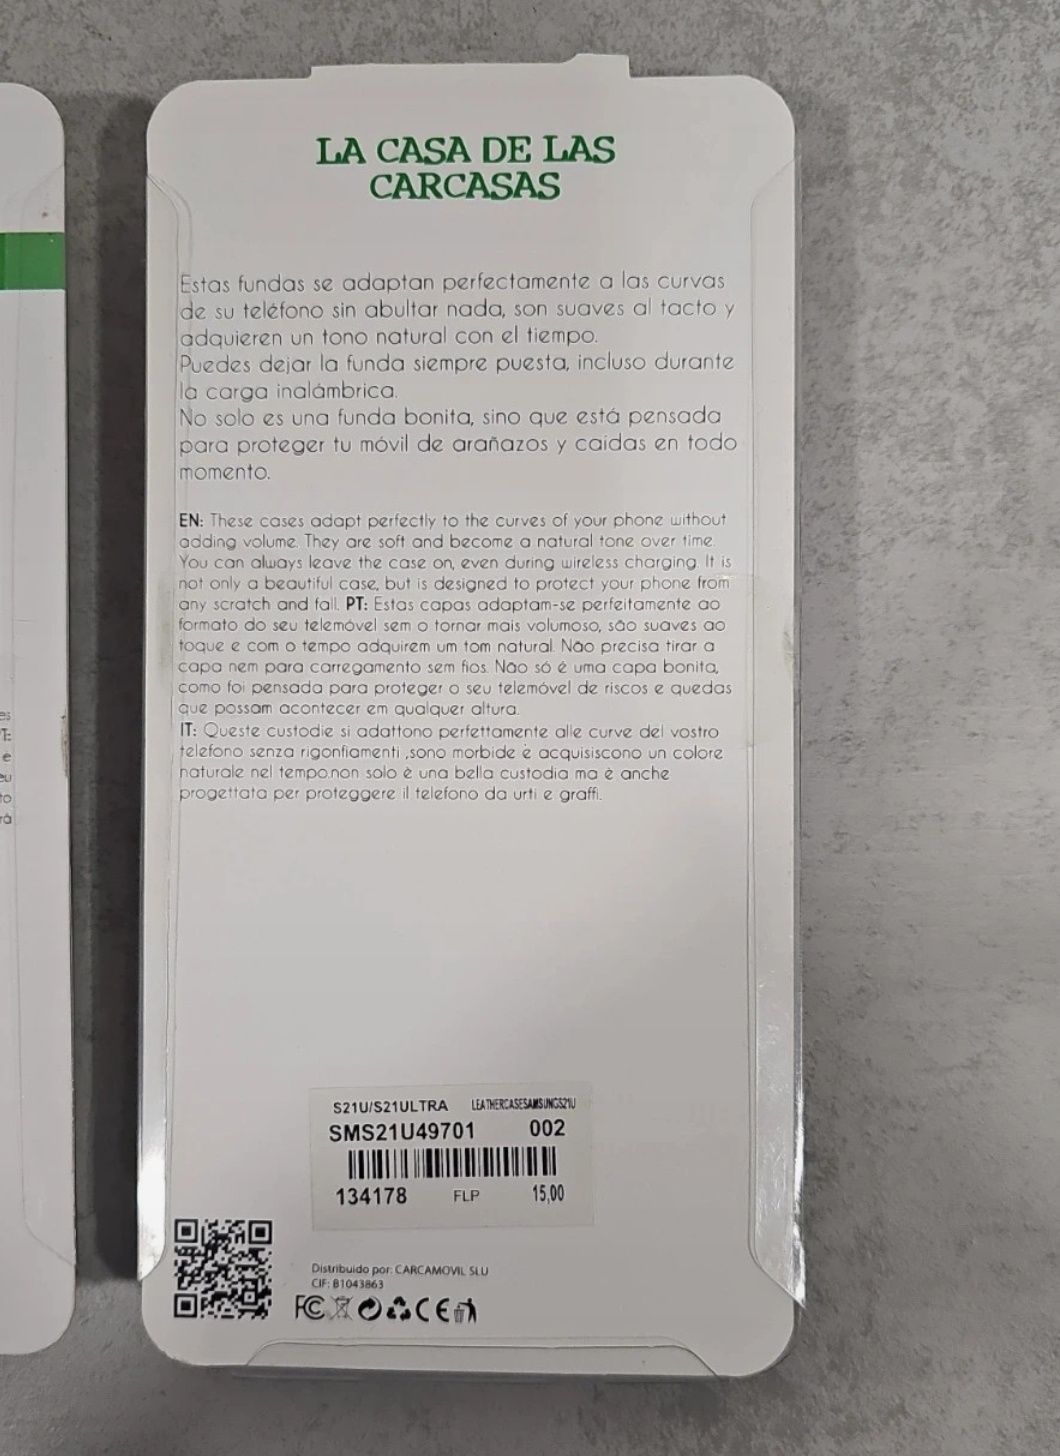 LA CASA DE LAS
CARCASAS
Estas fundas se adaptan perfectamente a las curvas
de su teléfono sin abultar nada, son suaves al tacto y
adquieren un tono natural con el tiempo.
Puedes dejar la funda siempre puesta, incluso durante
la carga inalámbrica.
No solo es una funda bonita, sino que está pensada
para proteger tu móvil de arañazos y caidas en todo
momento.
EN: These cases adapt perfectly to the curves of your phone without
adding volume. They are soft and become a natural tone over time.
You can always leave the case on, even during wireless charging. It is
not only a beautiful case, but is designed to protect your phone from
any scratch and fall. PT: Estas capas adaptam-se perfeitamente ao
formato do seu telemóvel sem o tornar mais volumoso, são suaves ao
toque e com o tempo adquirem um tom natural. Não precisa tirar a
capa nem para carregamento sem fios. Não só é uma capa bonita,
como foi pensada para proteger o seu telemóvel de riscos e quedas
que possam acontecer em qualquer altura.
IT: Queste custodie si adattono perfettamente alle curve del vostro
telefono senza rigonfiamenti ,sono morbide e acquisiscono un colore
naturale nel tempo.non solo è una bella custodia ma è anche
progettata per proteggere il telefono da urti e graffi.
es
T:
e
eu
to
rá
S21U/S21ULTRA LEATHERCASESAMSUNGS21U
SMS21U49701 002
134178 FLP 15,00
Distribuido por: CARCAMOVIL SLU
CIF: B1043863
FC CE